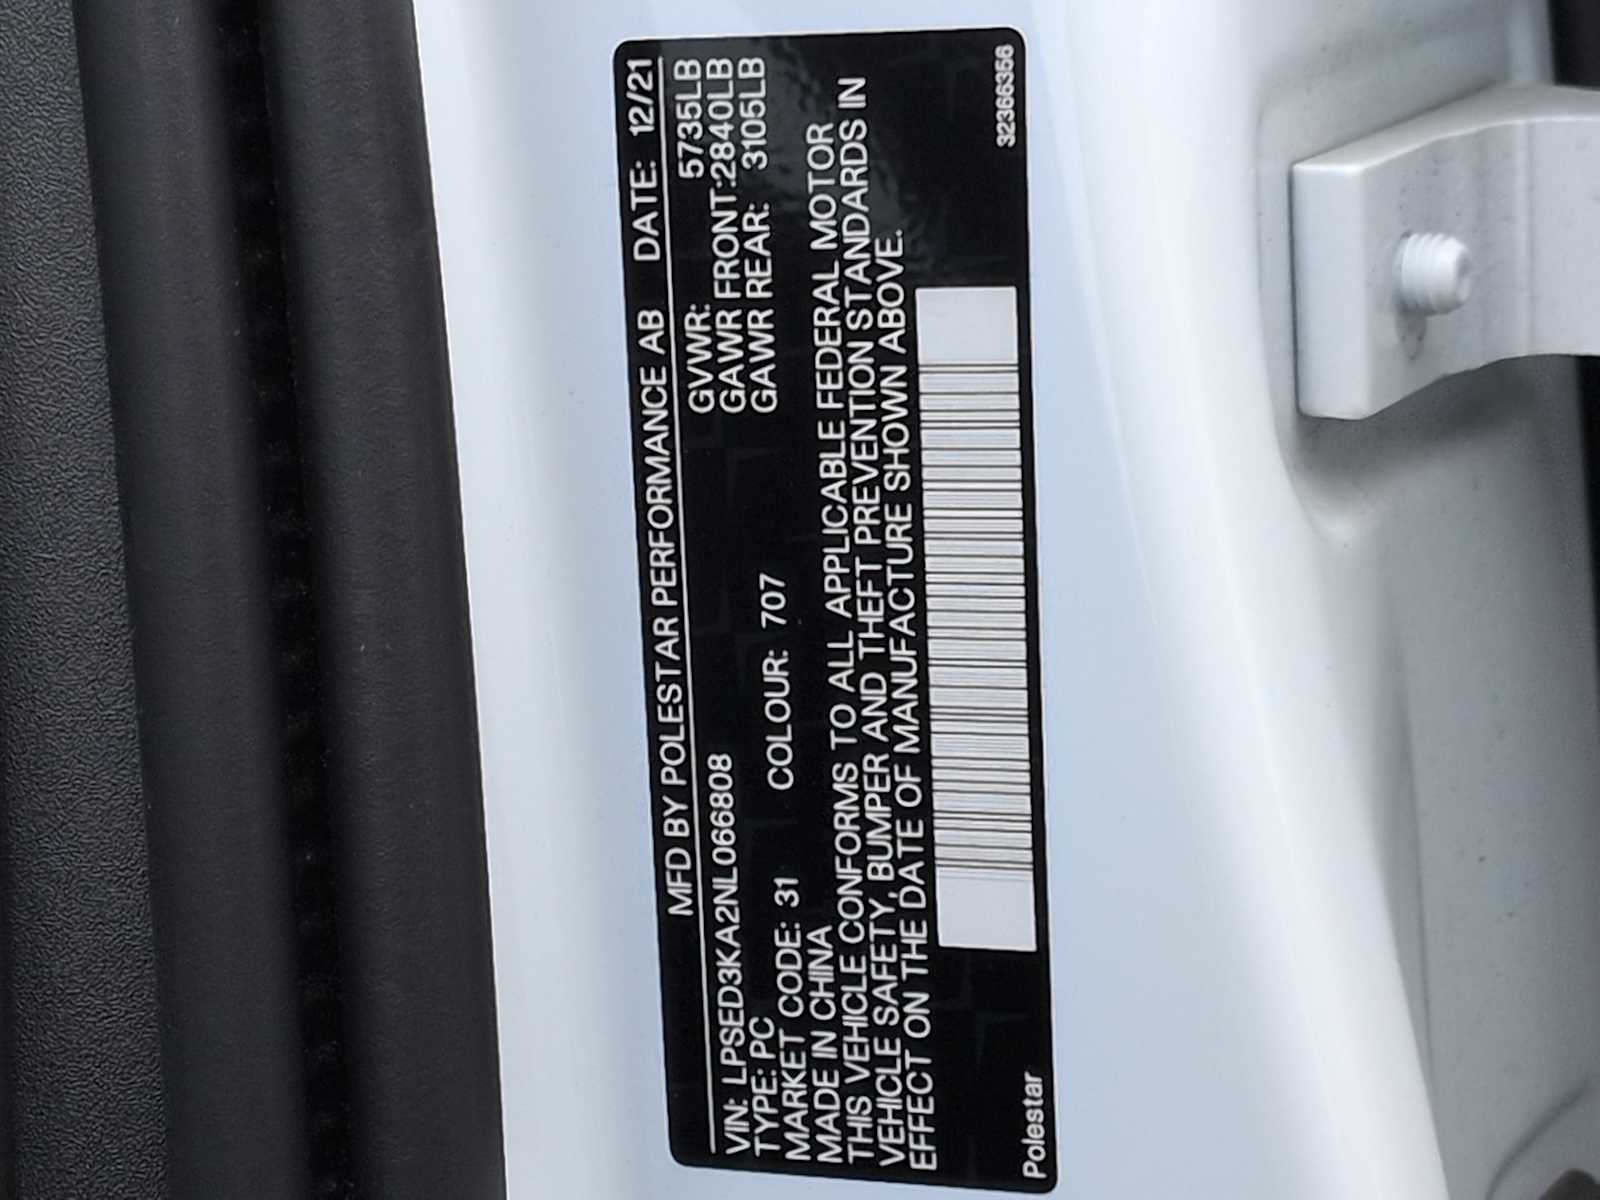 MFD BY POLESTAR PERFORMANCE AB DATE: 12/21
VIN: LPSED3KA2NL066808 GVWR: 5735LB
TYPE: PC GAWR FRONT:2840LB
MARKET CODE: 31 COLOUR: 707 GAWR REAR: 3105LB
MADE IN CHINA
THIS VEHICLE CONFORMS TO ALL APPLICABLE FEDERAL MOTOR
VEHICLE SAFETY, BUMPER AND THEFT PREVENTION STANDARDS IN
EFFECT ON THE DATE OF MANUFACTURE SHOWN ABOVE.
Polestar 32366356